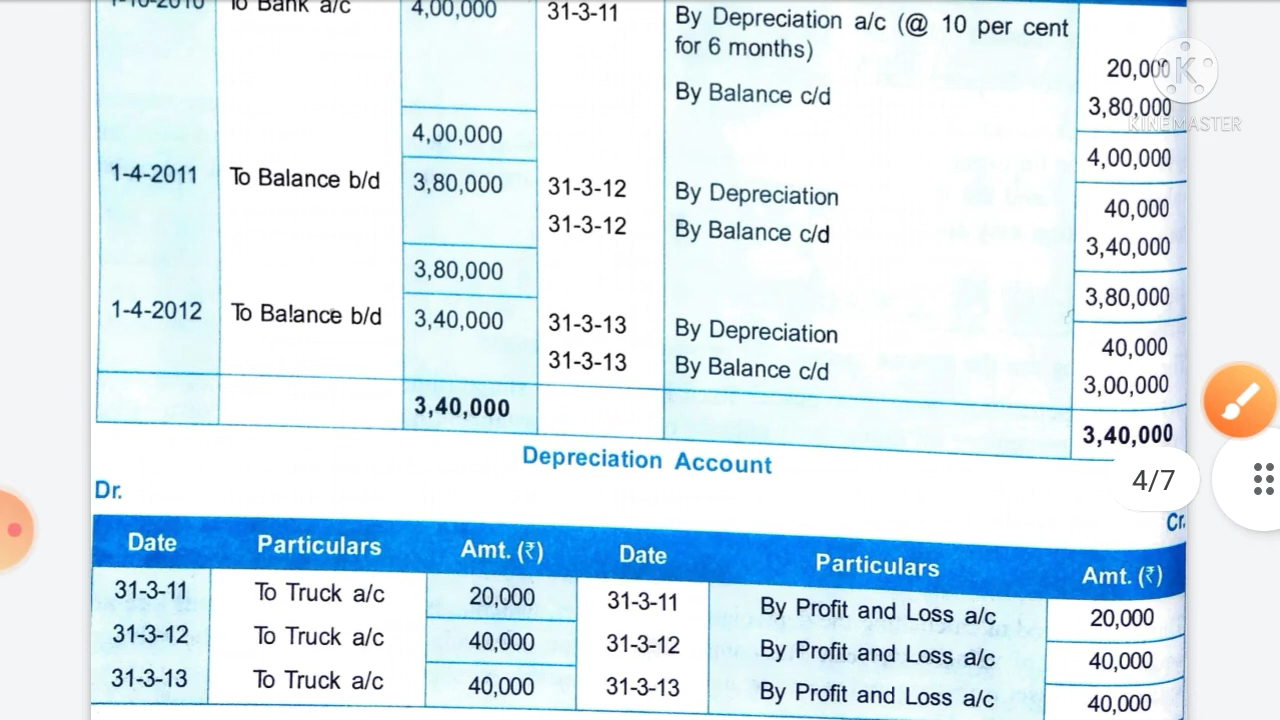 1-10-2010 To Bank a/c 4,00,000 31-3-11 By Depreciation a/c (@ 10 per cent
for 6 months) 20,000
By Balance c/d 3,80,000
4,00,000 4,00,000
1-4-2011 To Balance b/d 3,80,000 31-3-12 By Depreciation 40,000
31-3-12 By Balance c/d 3,40,000
3,80,000 3,80,000
1-4-2012 To Balance b/d 3,40,000 31-3-13 By Depreciation 40,000
31-3-13 By Balance c/d 3,00,000
3,40,000 3,40,000
Depreciation Account
Dr. Cr.
Date Particulars Amt. (₹) Date Particulars Amt. (₹)
31-3-11 To Truck a/c 20,000 31-3-11 By Profit and Loss a/c 20,000
31-3-12 To Truck a/c 40,000 31-3-12 By Profit and Loss a/c 40,000
31-3-13 To Truck a/c 40,000 31-3-13 By Profit and Loss a/c 40,000
4/7
K
KINEMASTER